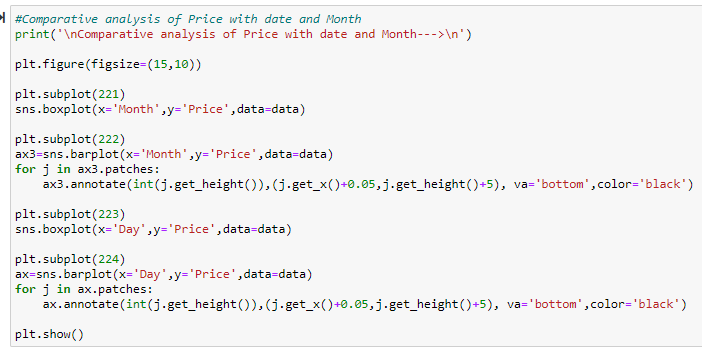 #Comparative analysis of Price with date and Month
print('\nComparative analysis of Price with date and Month--->\n')
plt.figure(figsize=(15,10))
plt.subplot(221)
sns.boxplot(x='Month',y='Price',data=data)
plt.subplot(222)
ax3=sns.barplot(x='Month',y='Price',data=data)
for j in ax3.patches:
    ax3.annotate(int(j.get_height()),(j.get_x()+0.05,j.get_height()+5), va='bottom',color='black')
plt.subplot(223)
sns.boxplot(x='Day',y='Price',data=data)
plt.subplot(224)
ax=sns.barplot(x='Day',y='Price',data=data)
for j in ax.patches:
    ax.annotate(int(j.get_height()),(j.get_x()+0.05,j.get_height()+5), va='bottom',color='black')
plt.show()